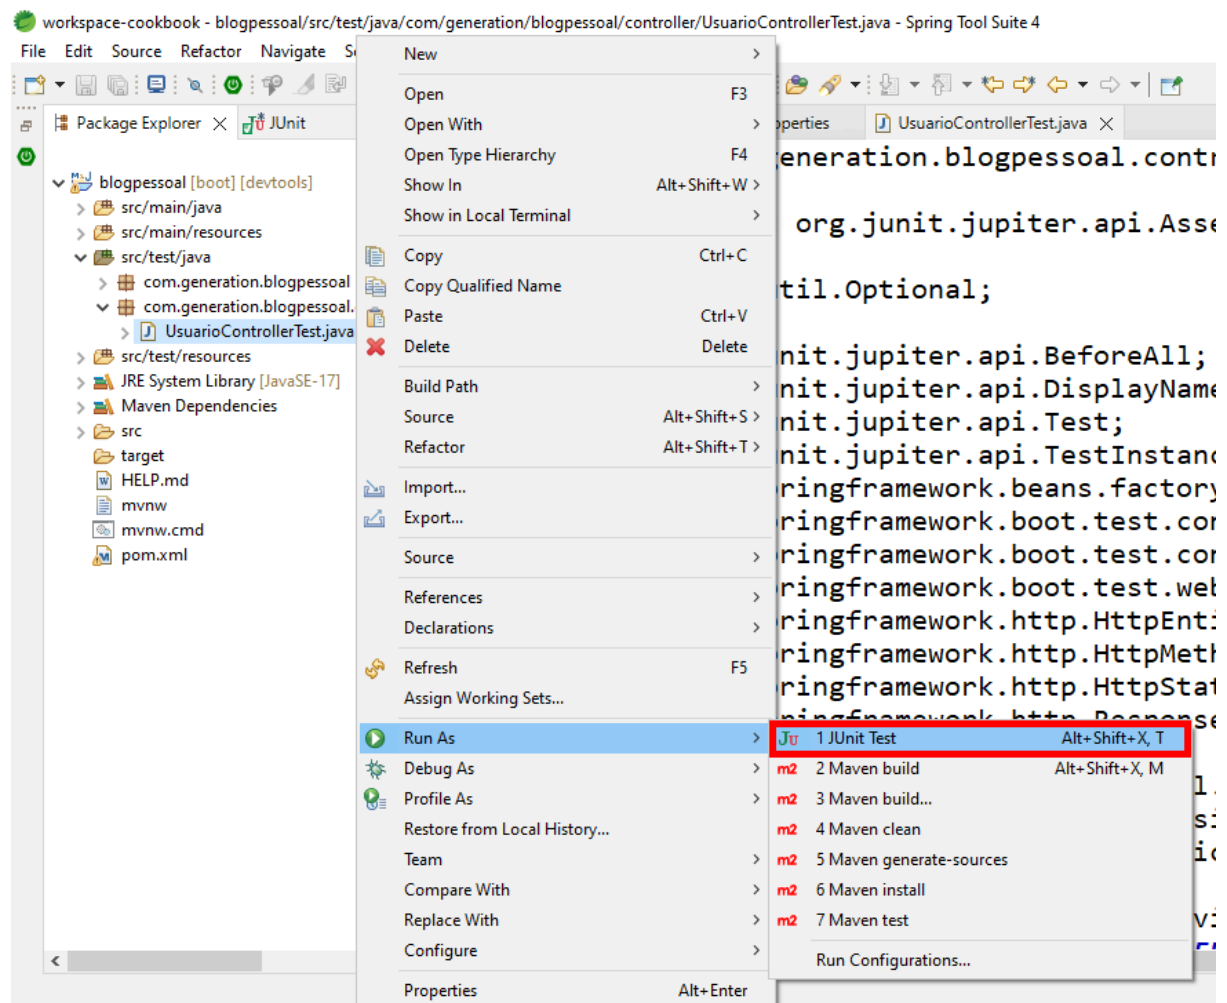 workspace-cookbook - blogpessoal/src/test/java/com/generation/blogpessoal/controller/UsuarioControllerTest.java - Spring Tool Suite 4
File Edit Source Refactor Navigate
Package Explorer
JUnit
UsuarioControllerTest.java
blogpessoal [boot] [devtools]
src/main/java
src/main/resources
src/test/java
com.generation.blogpessoal
com.generation.blogpessoal.
UsuarioControllerTest.java
src/test/resources
JRE System Library [JavaSE-17]
Maven Dependencies
src
target
HELP.md
mvnw
mvnw.cmd
pom.xml
New
Open F3
Open With
Open Type Hierarchy F4
Show In Alt+Shift+W
Show in Local Terminal
Copy Ctrl+C
Copy Qualified Name
Paste Ctrl+V
Delete Delete
Build Path
Source Alt+Shift+S
Refactor Alt+Shift+T
Import...
Export...
Source
References
Declarations
Refresh F5
Assign Working Sets...
Run As
Debug As
Profile As
Restore from Local History...
Team
Compare With
Replace With
Configure
Properties Alt+Enter
1 JUnit Test Alt+Shift+X, T
2 Maven build Alt+Shift+X, M
3 Maven build...
4 Maven clean
5 Maven generate-sources
6 Maven install
7 Maven test
Run Configurations...
eneration.blogpessoal.contr
org.junit.jupiter.api.Asse
til.Optional;
nit.jupiter.api.BeforeAll;
nit.jupiter.api.DisplayName
nit.jupiter.api.Test;
nit.jupiter.api.TestInstanc
ringframework.beans.factory
ringframework.boot.test.con
ringframework.boot.test.con
ringframework.boot.test.web
ringframework.http.HttpEnti
ringframework.http.HttpMeth
ringframework.http.HttpStat
ringframework.http.Response